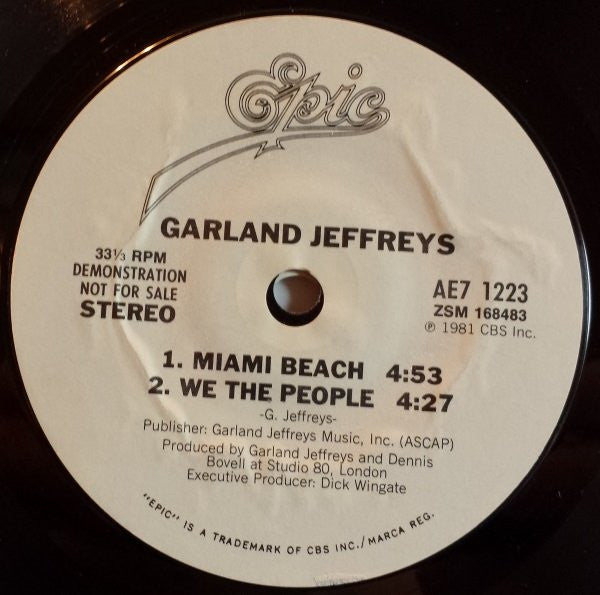 Epic
GARLAND JEFFREYS
33⅓ RPM
DEMONSTRATION
NOT FOR SALE
STEREO
AE7 1223
ZSM 168483
℗ 1981 CBS Inc.
1. MIAMI BEACH 4:53
2. WE THE PEOPLE 4:27
-G. Jeffreys-
Publisher: Garland Jeffreys Music, Inc. (ASCAP)
Produced by Garland Jeffreys and Dennis
Bovell at Studio 80, London
Executive Producer: Dick Wingate
"EPIC" IS A TRADEMARK OF CBS INC./MARCA REG.